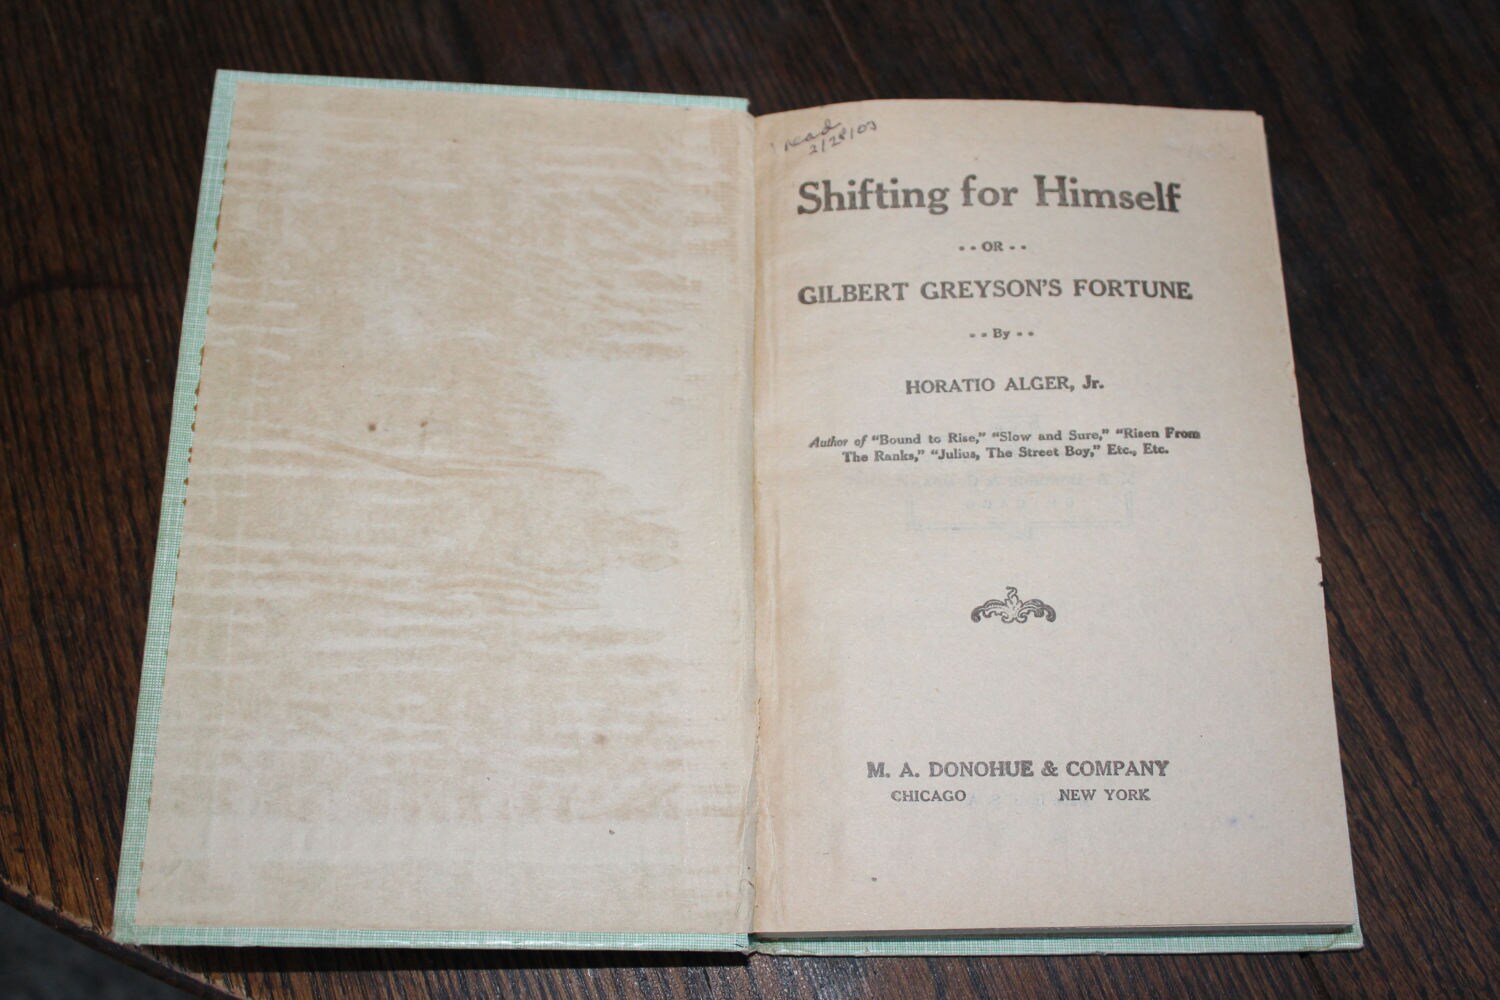 read
2/28/03
Shifting for Himself
- - OR - -
GILBERT GREYSON'S FORTUNE
- - By - -
HORATIO ALGER, Jr.
Author of "Bound to Rise," "Slow and Sure," "Risen From
The Ranks," "Julius, The Street Boy," Etc., Etc.
M. A. DONOHUE & COMPANY
CHICAGO NEW YORK